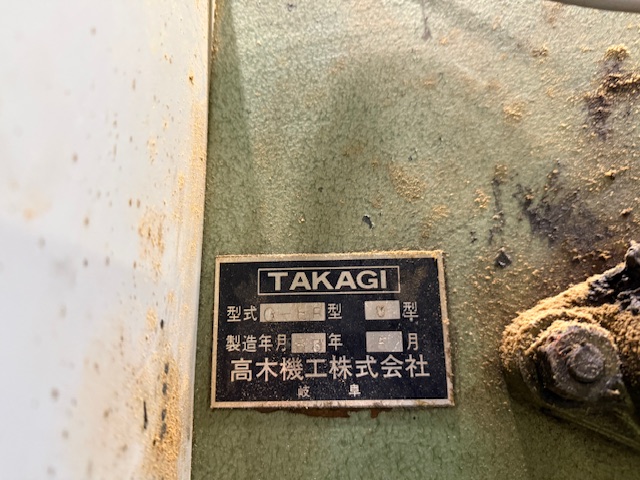 TAKAGI
型式 型 型
製造年月 年 月
高木機工株式会社
岐阜